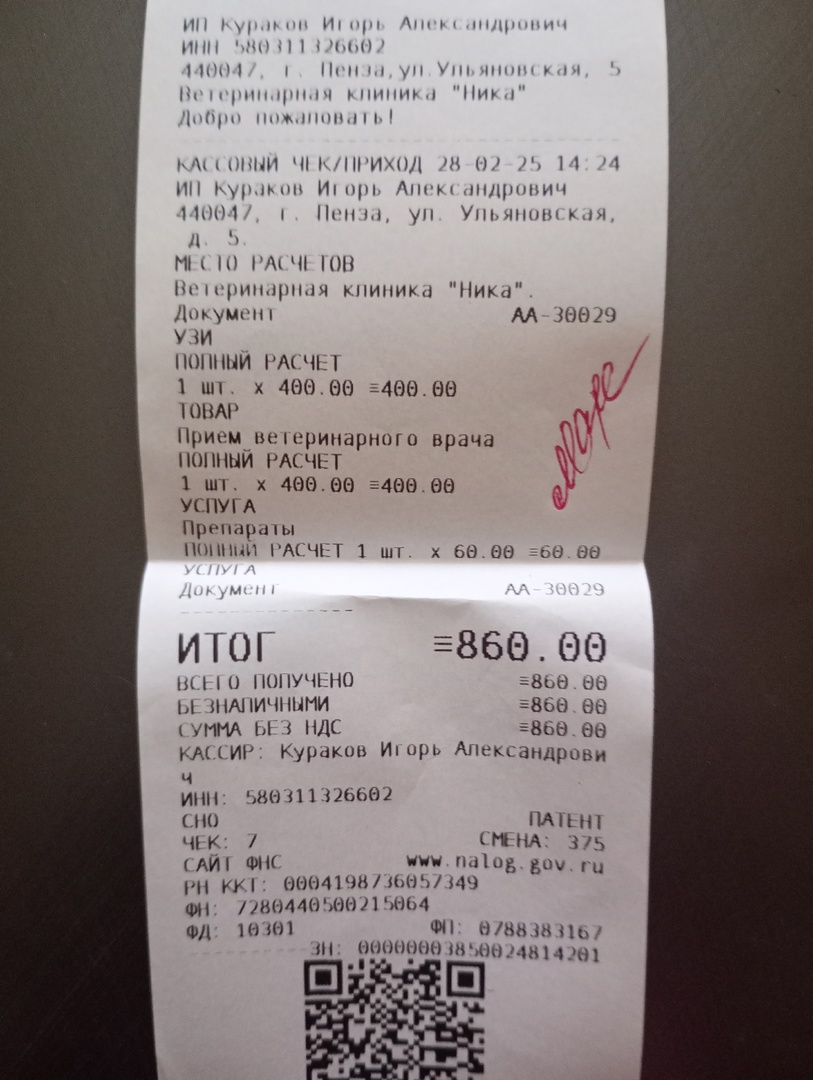 ИП Кураков Игорь Александрович
ИНН 580311326602
440047, г. Пенза,ул.Ульяновская, 5
Ветеринарная клиника "Ника"
Добро пожаловать!
КАССОВЫЙ ЧЕК/ПРИХОД 28-02-25 14:24
ИП Кураков Игорь Александрович
440047, г. Пенза, ул. Ульяновская,
д. 5.
МЕСТО РАСЧЕТОВ
Ветеринарная клиника "Ника".
Документ АА-30029
УЗИ
ПОЛНЫЙ РАСЧЕТ
1 шт. х 400.00 ≡400.00
ТОВАР
Прием ветеринарного врача
ПОЛНЫЙ РАСЧЕТ
1 шт. х 400.00 ≡400.00
УСЛУГА
Препараты
ПОЛНЫЙ РАСЧЕТ 1 шт. х 60.00 ≡60.00
УСЛУГА
Документ АА-30029
ИТОГ ≡860.00
ВСЕГО ПОЛУЧЕНО ≡860.00
БЕЗНАЛИЧНЫМИ ≡860.00
СУММА БЕЗ НДС ≡860.00
КАССИР: Кураков Игорь Александрови
ч
ИНН: 580311326602
СНО ПАТЕНТ
ЧЕК: 7 СМЕНА: 375
САЙТ ФНС www.nalog.gov.ru
РН ККТ: 0004198736057349
ФН: 7280440500215064
ФД: 10301 ФП: 0788383167
ЗН: 00000003850024814201